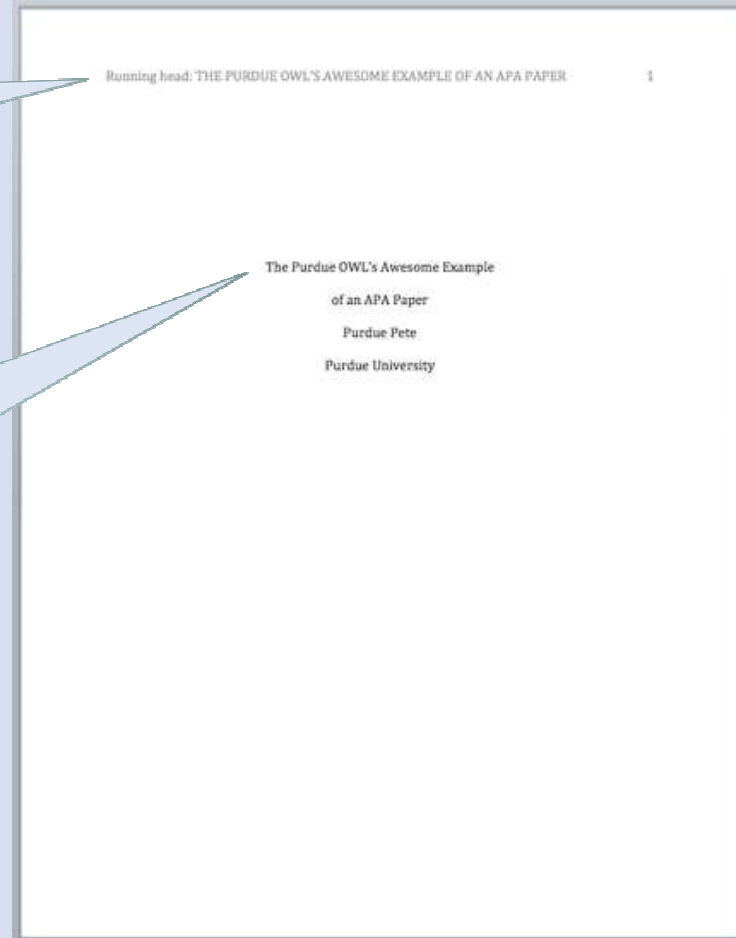 Running head: THE PURDUE OWL'S AWESOME EXAMPLE OF AN APA PAPER 1
The Purdue OWL's Awesome Example
of an APA Paper
Purdue Pete
Purdue University